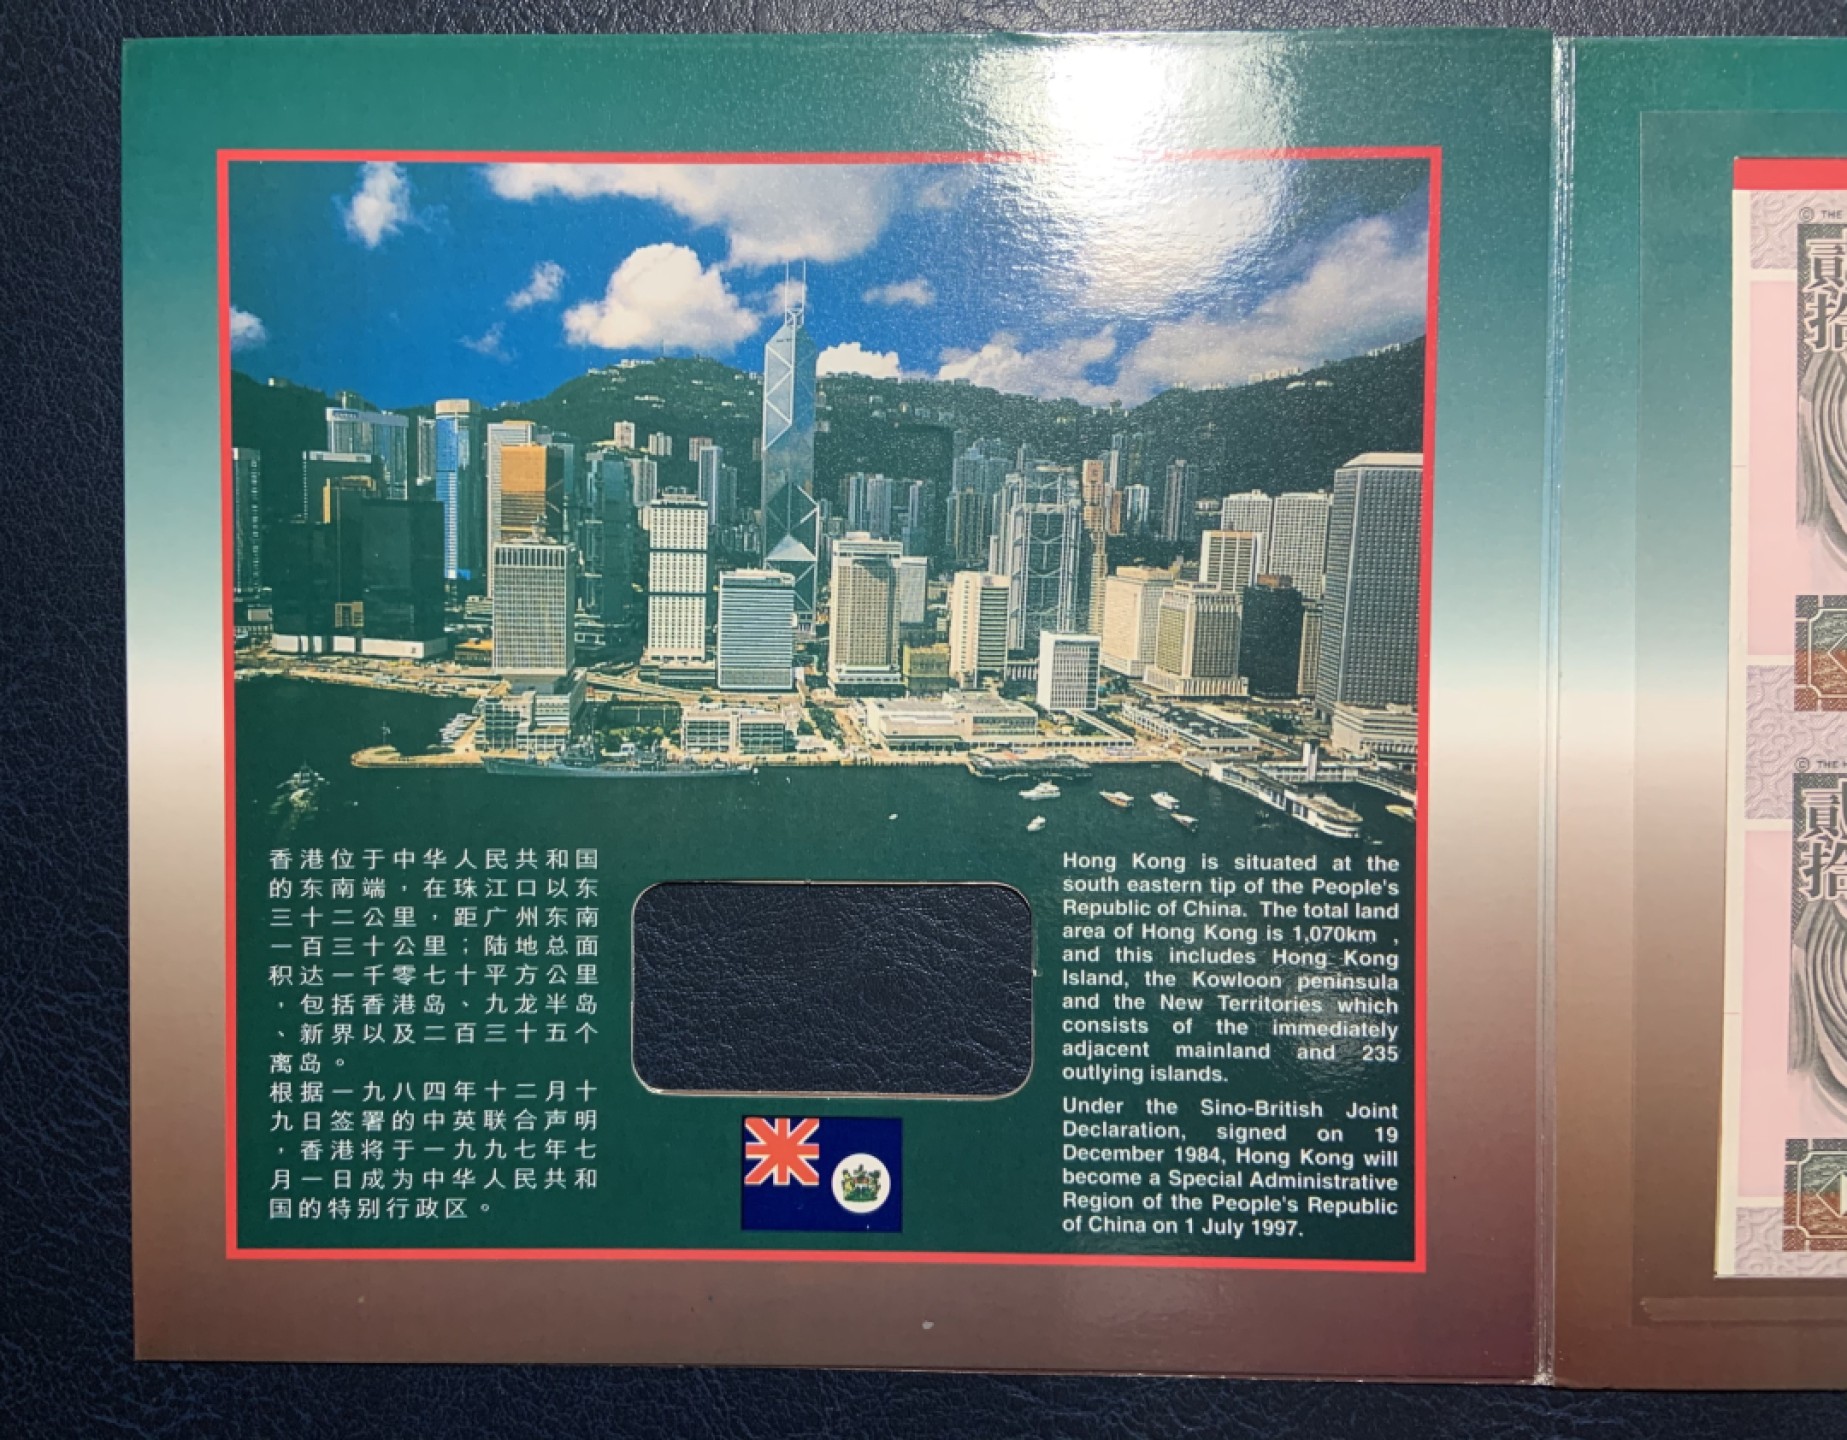 香港位于中华人民共和国
的东南端，在珠江口以东
三十二公里，距广州东南
一百三十公里；陆地总面
积达一千零七十平方公里
，包括香港岛、九龙半岛
、新界以及二百三十五个
离岛。
根据一九八四年十二月十
九日签署的中英联合声明
，香港将于一九九七年七
月一日成为中华人民共和
国的特别行政区。
Hong Kong is situated at the
south eastern tip of the People's
Republic of China. The total land
area of Hong Kong is 1,070km ,
and this includes Hong Kong
Island, the Kowloon peninsula
and the New Territories which
consists of the immediately
adjacent mainland and 235
outlying islands.
Under the Sino-British Joint
Declaration, signed on 19
December 1984, Hong Kong will
become a Special Administrative
Region of the People's Republic
of China on 1 July 1997.
© THE
貳
拾
© THE
貳
拾